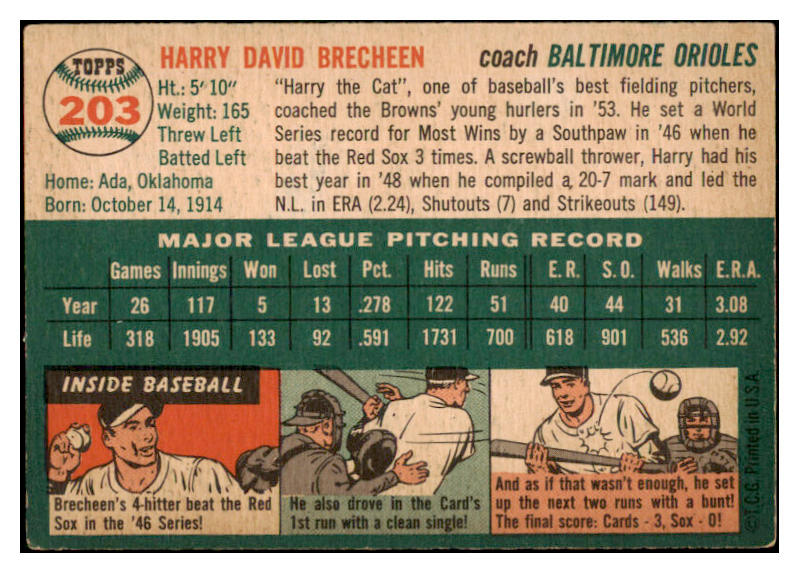 TOPPS
203
HARRY DAVID BRECHEEN
coach BALTIMORE ORIOLES
Ht.: 5' 10"
Weight: 165
Threw Left
Batted Left
Home: Ada, Oklahoma
Born: October 14, 1914
"Harry the Cat", one of baseball's best fielding pitchers,
coached the Browns' young hurlers in '53. He set a World
Series record for Most Wins by a Southpaw in '46 when he
beat the Red Sox 3 times. A screwball thrower, Harry had his
best year in '48 when he compiled a 20-7 mark and led the
N.L. in ERA (2.24), Shutouts (7) and Strikeouts (149).
MAJOR LEAGUE PITCHING RECORD
Games Innings Won Lost Pct. Hits Runs E.R. S.O. Walks E.R.A.
Year 26 117 5 13 .278 122 51 40 44 31 3.08
Life 318 1905 133 92 .591 1731 700 618 901 536 2.92
INSIDE BASEBALL
Brecheen's 4-hitter beat the Red
Sox in the '46 Series!
He also drove in the Card's
1st run with a clean single!
And as if that wasn't enough, he set
up the next two runs with a bunt!
The final score: Cards - 3, Sox - 0!
©T.C.G. Printed in U.S.A.